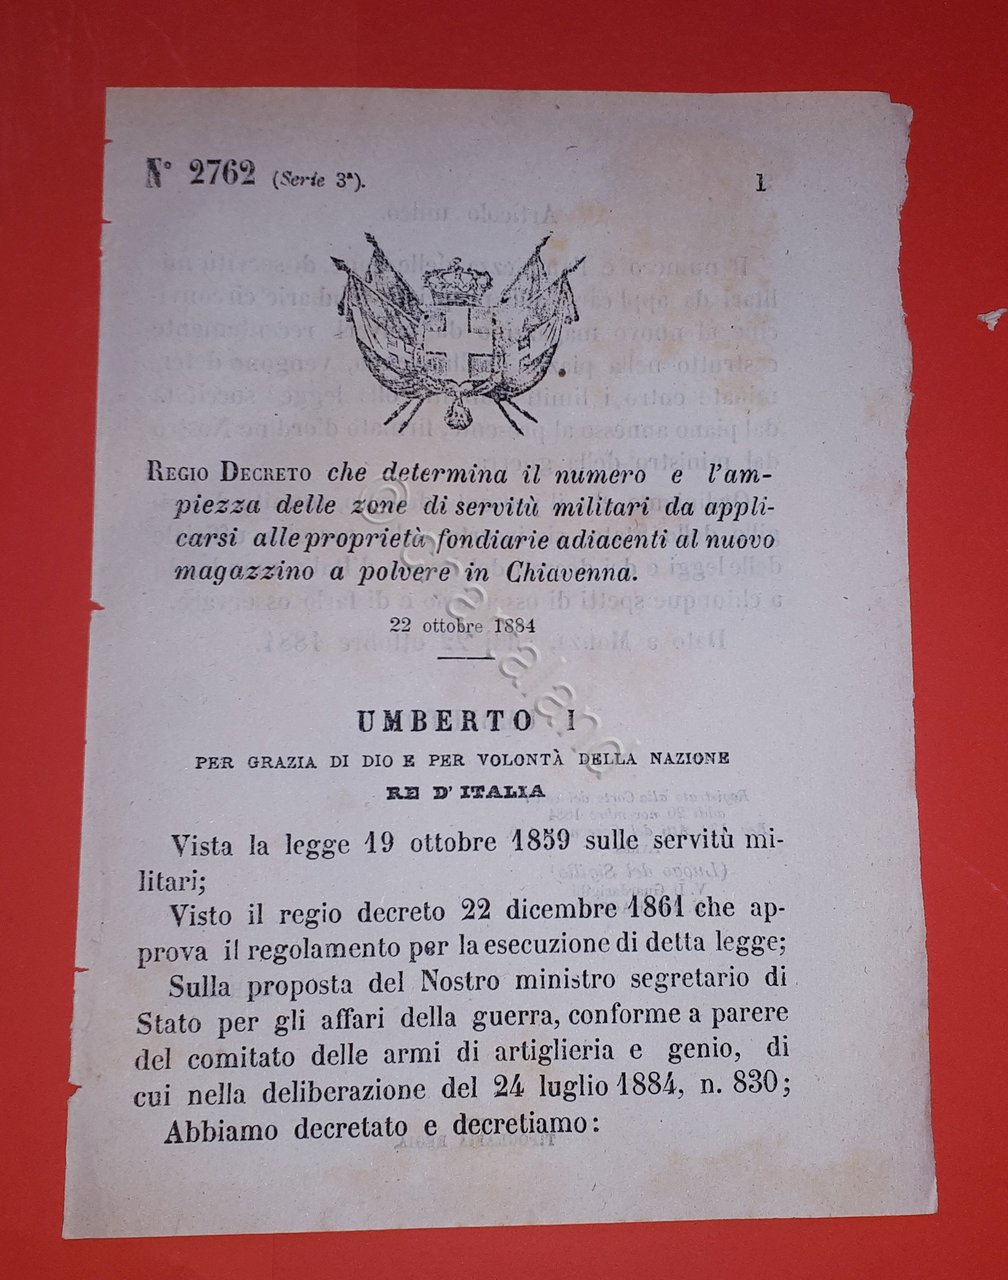 N° 2762 (Serie 3ª).
1
REGIO DECRETO che determina il numero e l'am-
piezza delle zone di servitù militari da appli-
carsi alle proprietà fondiarie adiacenti al nuovo
magazzino a polvere in Chiavenna.
22 ottobre 1884
UMBERTO I
PER GRAZIA DI DIO E PER VOLONTÀ DELLA NAZIONE
RE D'ITALIA
Vista la legge 19 ottobre 1859 sulle servitù mi-
litari;
Visto il regio decreto 22 dicembre 1861 che ap-
prova il regolamento per la esecuzione di detta legge;
Sulla proposta del Nostro ministro segretario di
Stato per gli affari della guerra, conforme a parere
del comitato delle armi di artiglieria e genio, di
cui nella deliberazione del 24 luglio 1884, n. 830;
Abbiamo decretato e decretiamo: